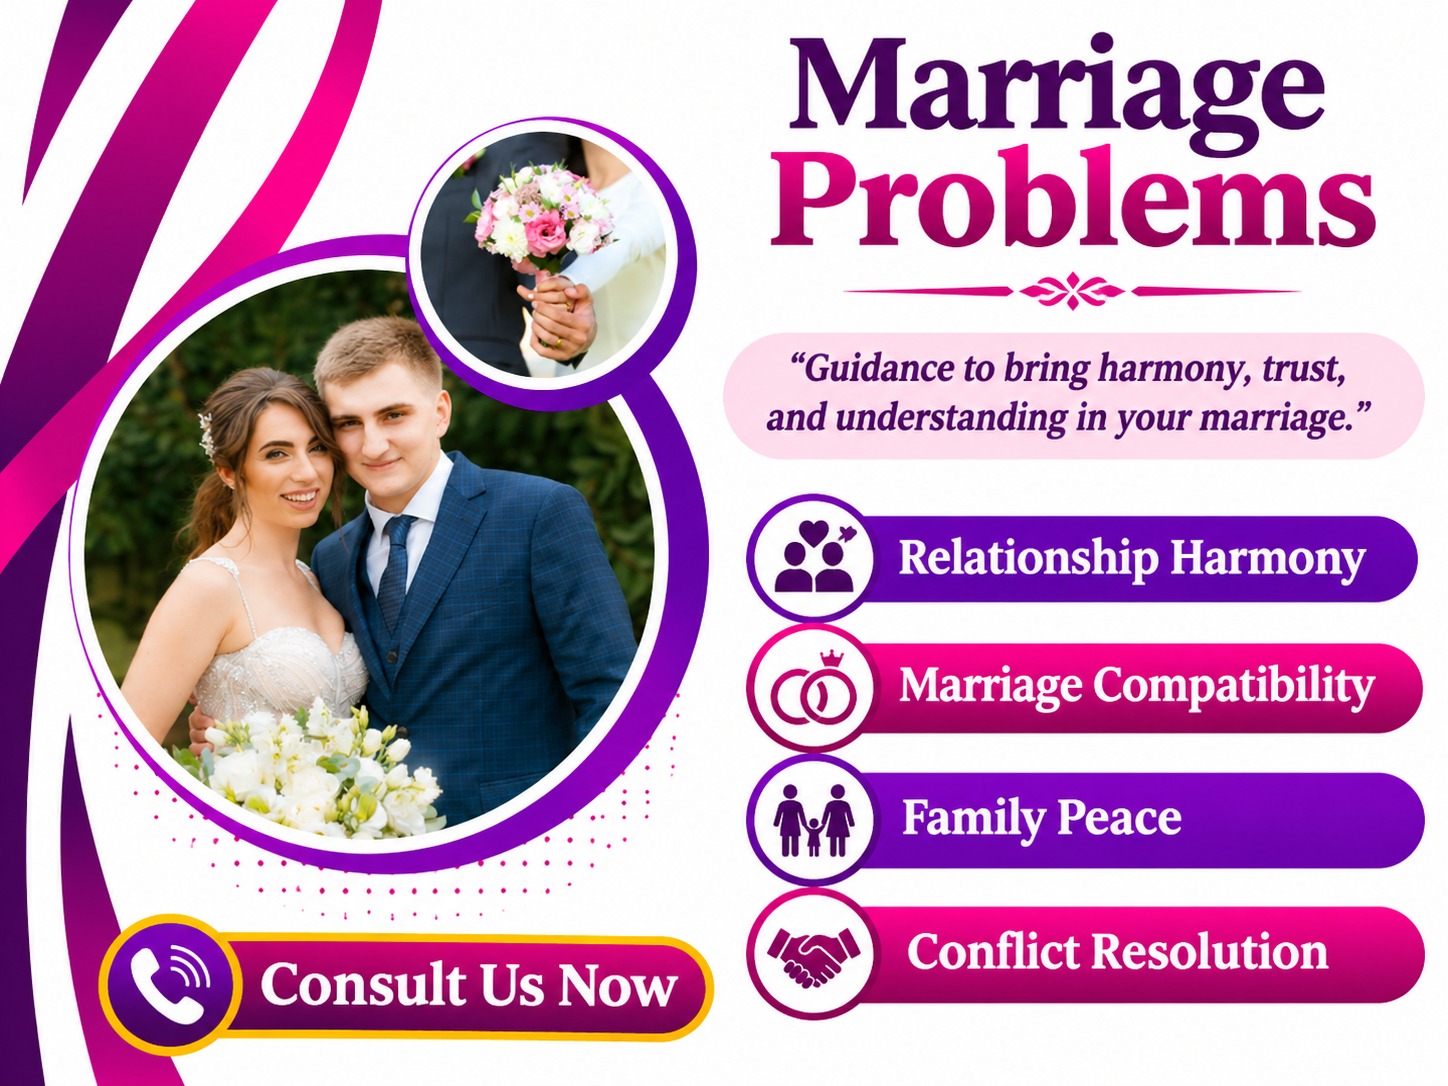 Marriage
Problems
“Guidance to bring harmony, trust,
and understanding in your marriage.”
Relationship Harmony
Marriage Compatibility
Family Peace
Conflict Resolution
Consult Us Now